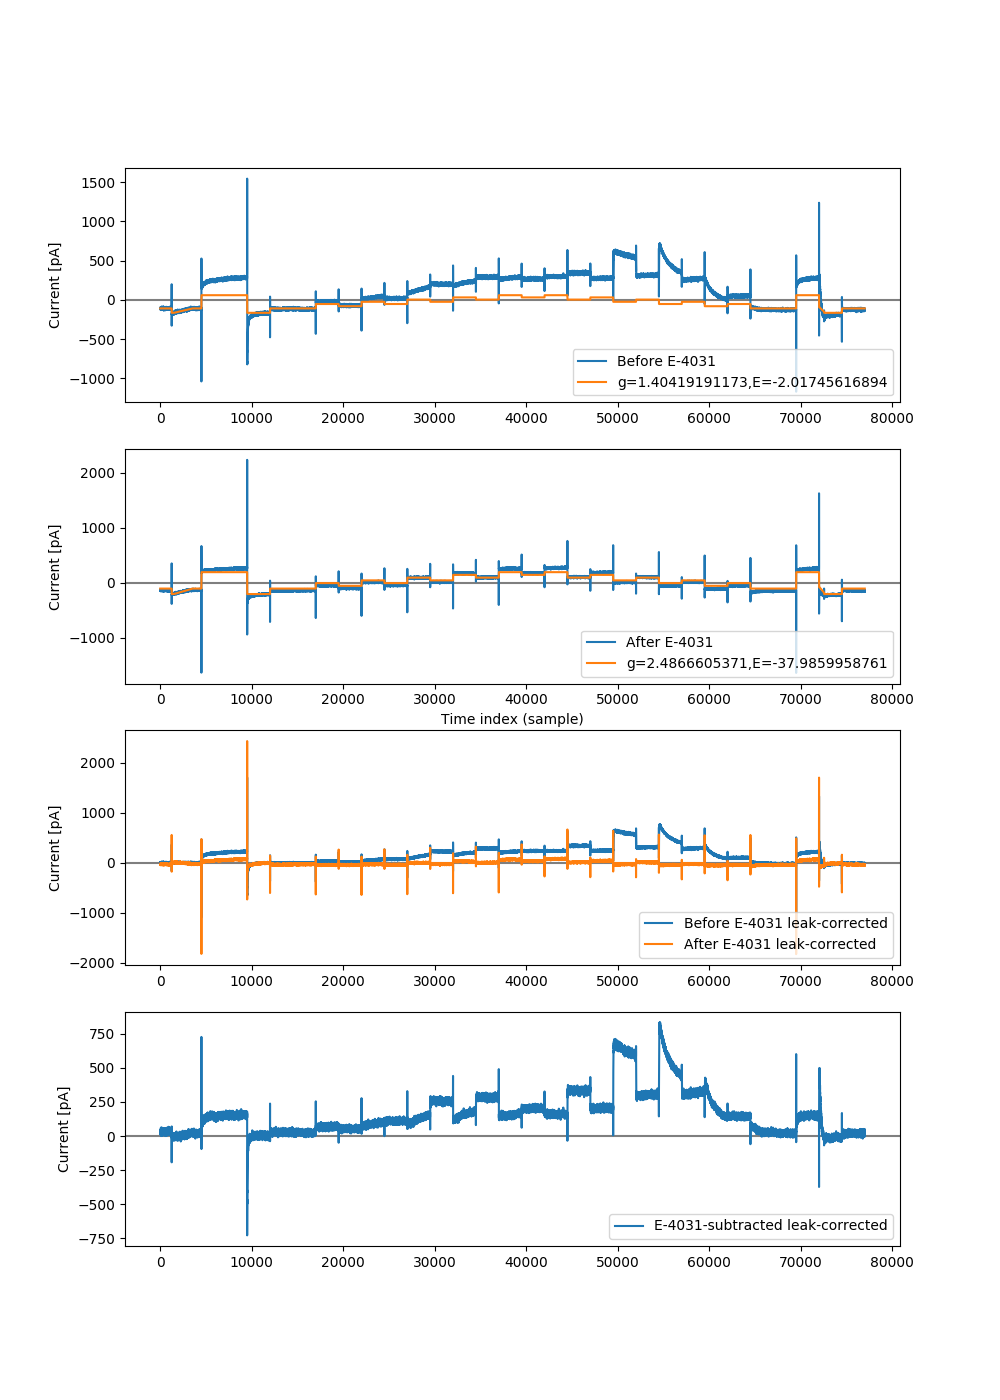 1500
1000
500
0
−500
−1000
Current [pA]
Before E-4031
g=1.40419191173,E=-2.01745616894
0 10000 20000 30000 40000 50000 60000 70000 80000
2000
1000
0
−1000
Current [pA]
After E-4031
g=2.4866605371,E=-37.9859958761
0 10000 20000 30000 40000 50000 60000 70000 80000
Time index (sample)
2000
1000
0
−1000
−2000
Current [pA]
Before E-4031 leak-corrected
After E-4031 leak-corrected
0 10000 20000 30000 40000 50000 60000 70000 80000
750
500
250
0
−250
−500
−750
Current [pA]
E-4031-subtracted leak-corrected
0 10000 20000 30000 40000 50000 60000 70000 80000